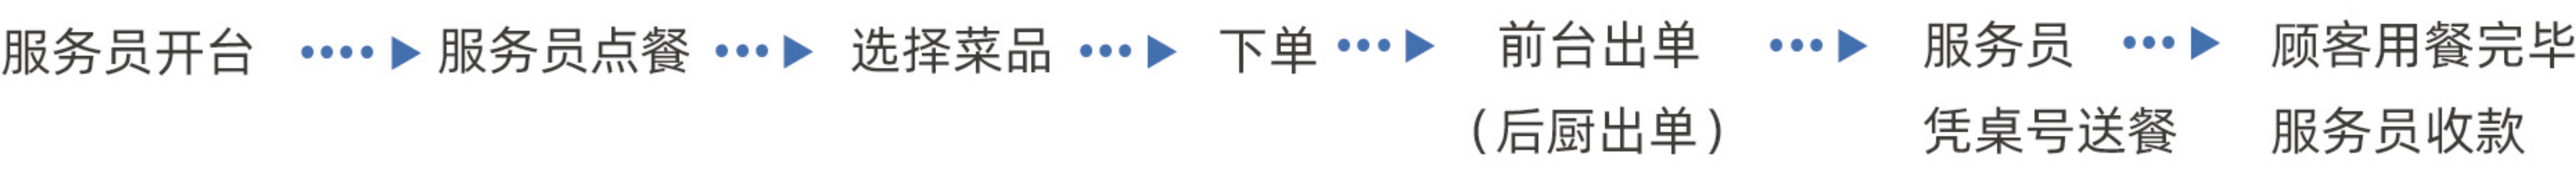 服务员开台
服务员点餐
选择菜品
下单
前台出单
（后厨出单）
服务员
凭桌号送餐
顾客用餐完毕
服务员收款